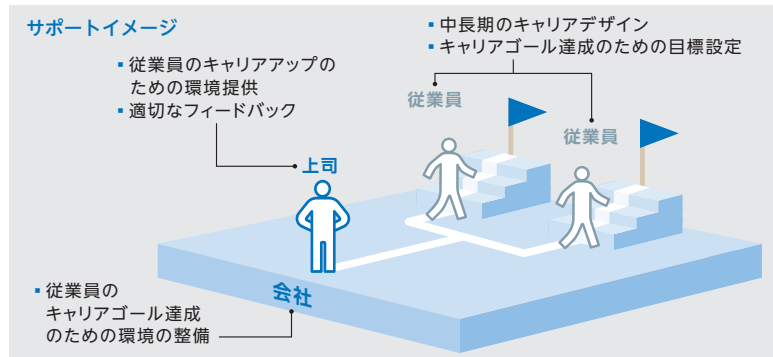 サポートイメージ
▪ 中長期のキャリアデザイン
▪ キャリアゴール達成のための目標設定
▪ 従業員のキャリアアップの
ための環境提供
▪ 適切なフィードバック
従業員
従業員
上司
会社
▪ 従業員の
キャリアゴール達成
のための環境の整備